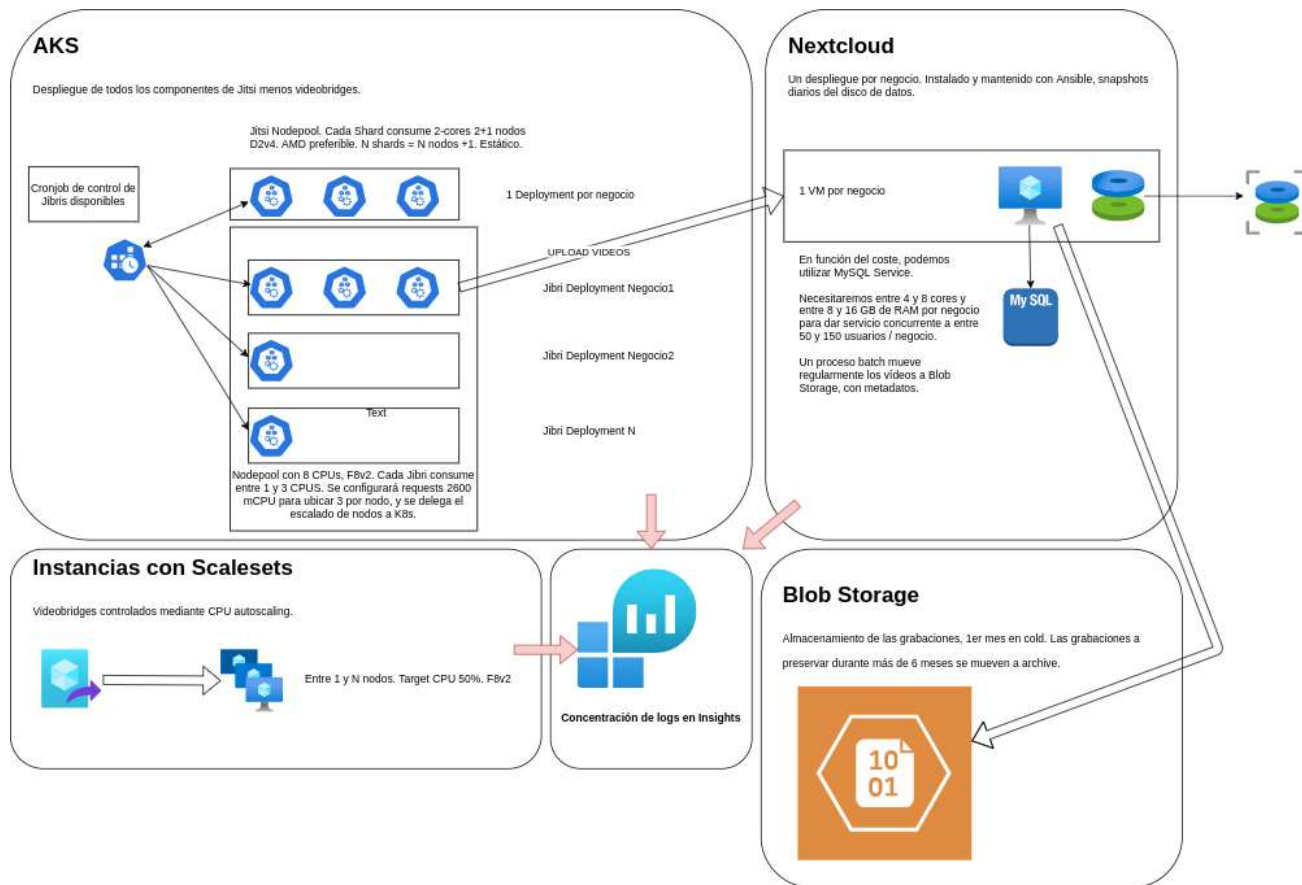 AKS
Despliegue de todos los componentes de Jitsi menos videobridges.
Jitsi Nodepool. Cada Shard consume 2-cores 2+1 nodos
D2v4. AMD preferible. N shards = N nodos +1. Estático.
Cronjob de control de
Jibris disponibles
1 Deployment por negocio
UPLOAD VIDEOS
Jibri Deployment Negocio1
Jibri Deployment Negocio2
Text
Jibri Deployment N
Nodepool con 8 CPUs, F8v2. Cada Jibri consume
entre 1 y 3 CPUS. Se configurará requests 2600
mCPU para ubicar 3 por nodo, y se delega el
escalado de nodos a K8s.
Nextcloud
Un despliegue por negocio. Instalado y mantenido con Ansible, snapshots
diarios del disco de datos.
1 VM por negocio
En función del coste, podemos
utilizar MySQL Service.
Necesitaremos entre 4 y 8 cores y
entre 8 y 16 GB de RAM por negocio
para dar servicio concurrente a entre
50 y 150 usuarios / negocio.
Un proceso batch mueve
regularmente los vídeos a Blob
Storage, con metadatos.
My SQL
Instancias con Scalesets
Videobridges controlados mediante CPU autoscaling.
Entre 1 y N nodos. Target CPU 50%. F8v2
Concentración de logs en Insights
Blob Storage
Almacenamiento de las grabaciones, 1er mes en cold. Las grabaciones a
preservar durante más de 6 meses se mueven a archive.
10
01